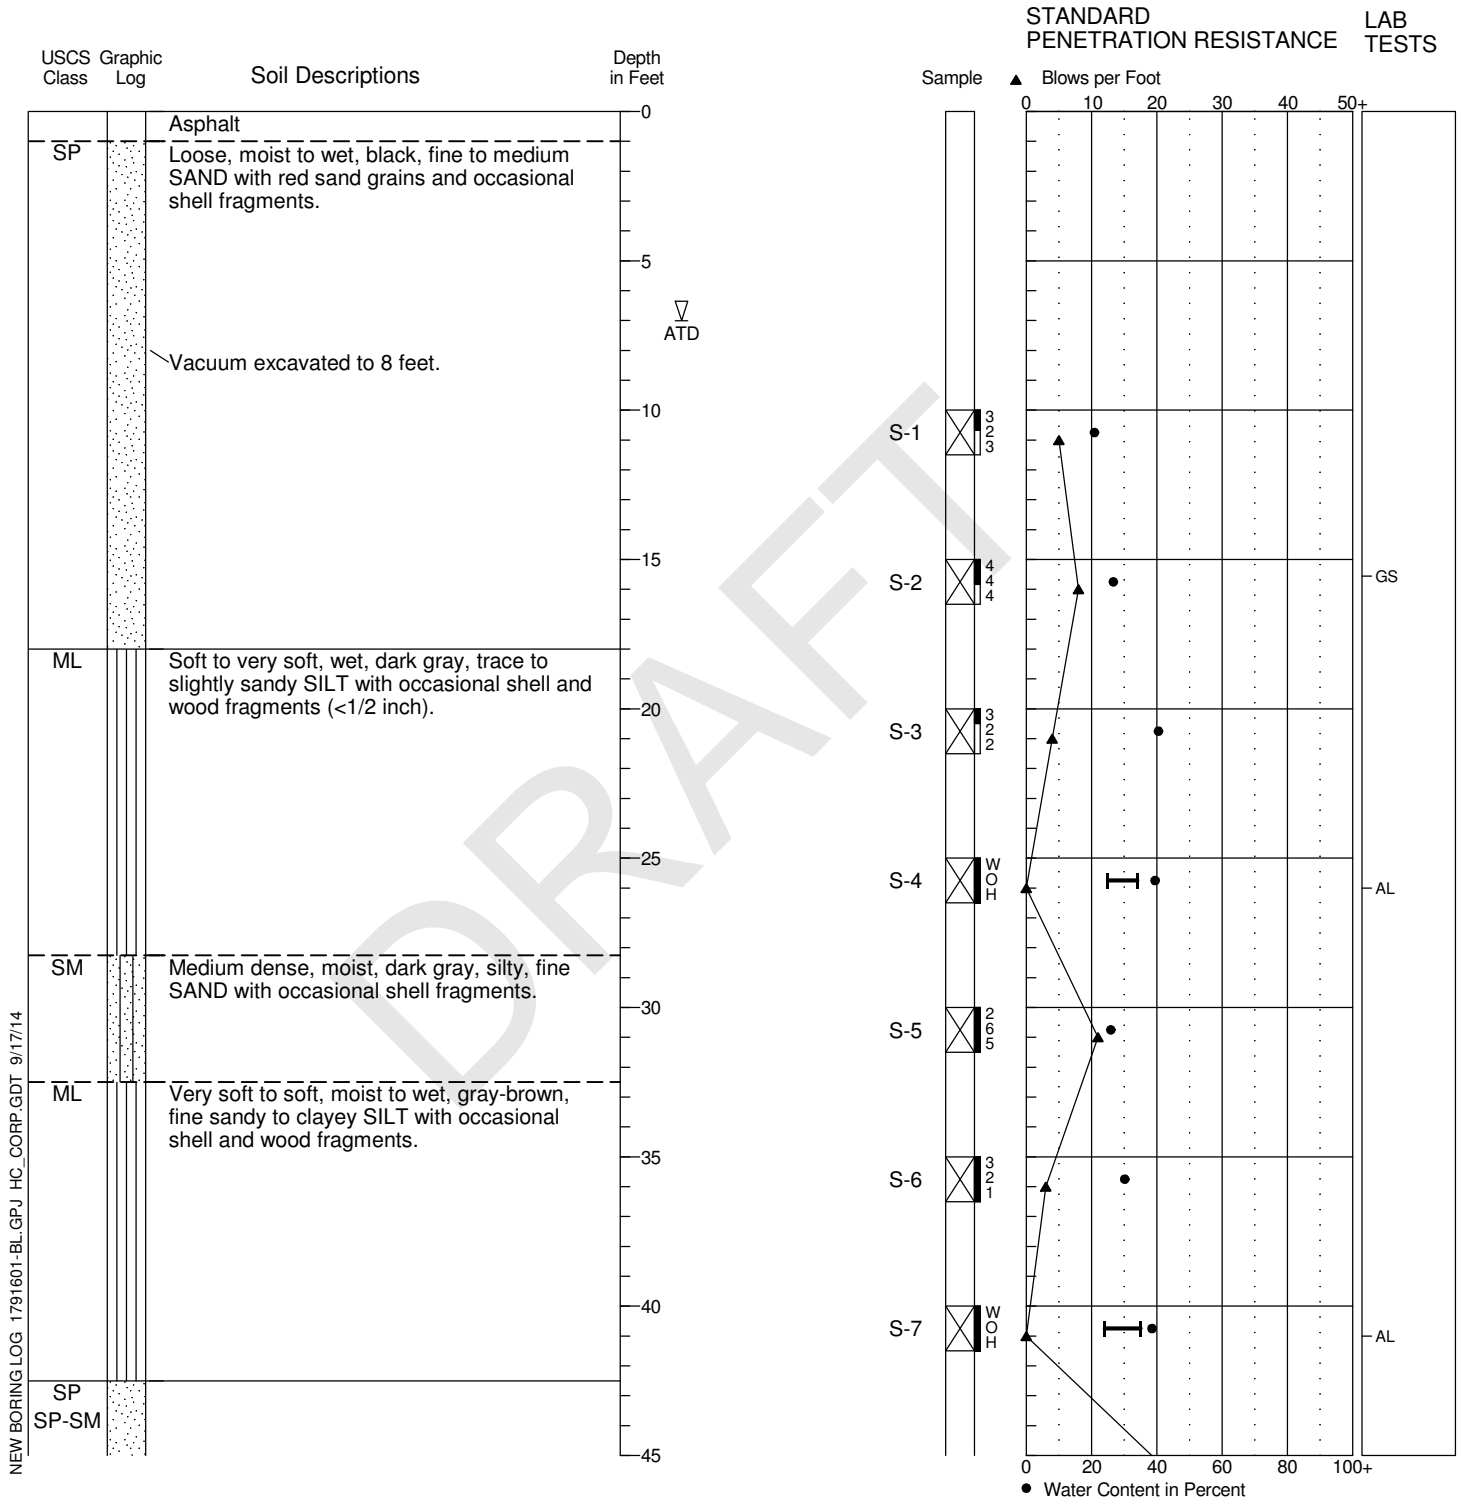 STANDARD
PENETRATION RESISTANCE
LAB
TESTS
USCS Class
Graphic Log
Soil Descriptions
Depth in Feet
Sample
▲ Blows per Foot
0 10 20 30 40 50+
0
Asphalt
SP
Loose, moist to wet, black, fine to medium
SAND with red sand grains and occasional
shell fragments.
5
ATD
Vacuum excavated to 8 feet.
10
S-1
3
2
3
15
S-2
4
4
4
GS
ML
Soft to very soft, wet, dark gray, trace to
slightly sandy SILT with occasional shell and
wood fragments (<1/2 inch).
20
S-3
3
2
2
25
S-4
W
O
H
AL
SM
Medium dense, moist, dark gray, silty, fine
SAND with occasional shell fragments.
30
S-5
2
6
5
ML
Very soft to soft, moist to wet, gray-brown,
fine sandy to clayey SILT with occasional
shell and wood fragments.
35
S-6
3
2
1
40
S-7
W
O
H
AL
SP
SP-SM
45
0 20 40 60 80 100+
● Water Content in Percent
DRAFT
NEW BORING LOG 1791601-BL.GPJ HC_CORP.GDT 9/17/14